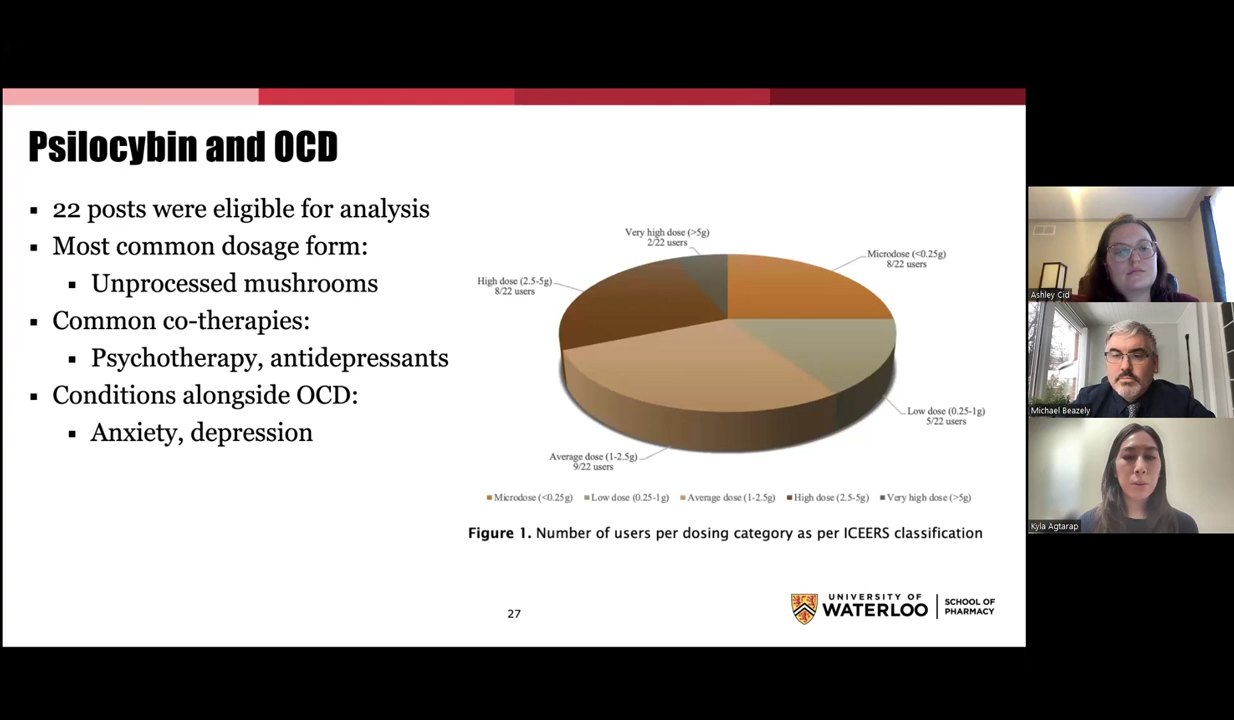 Psilocybin and OCD
▪ 22 posts were eligible for analysis
▪ Most common dosage form:
▪ Unprocessed mushrooms
▪ Common co-therapies:
▪ Psychotherapy, antidepressants
▪ Conditions alongside OCD:
▪ Anxiety, depression
Very high dose (>5g)
2/22 users
Microdose (<0.25g)
8/22 users
High dose (2.5-5g)
8/22 users
Low dose (0.25-1g)
5/22 users
Average dose (1-2.5g)
9/22 users
Microdose (<0.25g) Low dose (0.25-1g) Average dose (1-2.5g) High dose (2.5-5g) Very high dose (>5g)
Figure 1. Number of users per dosing category as per ICEERS classification
27
UNIVERSITY OF
WATERLOO
SCHOOL OF
PHARMACY
Ashley Cid
Michael Beazely
Kyla Agtarap